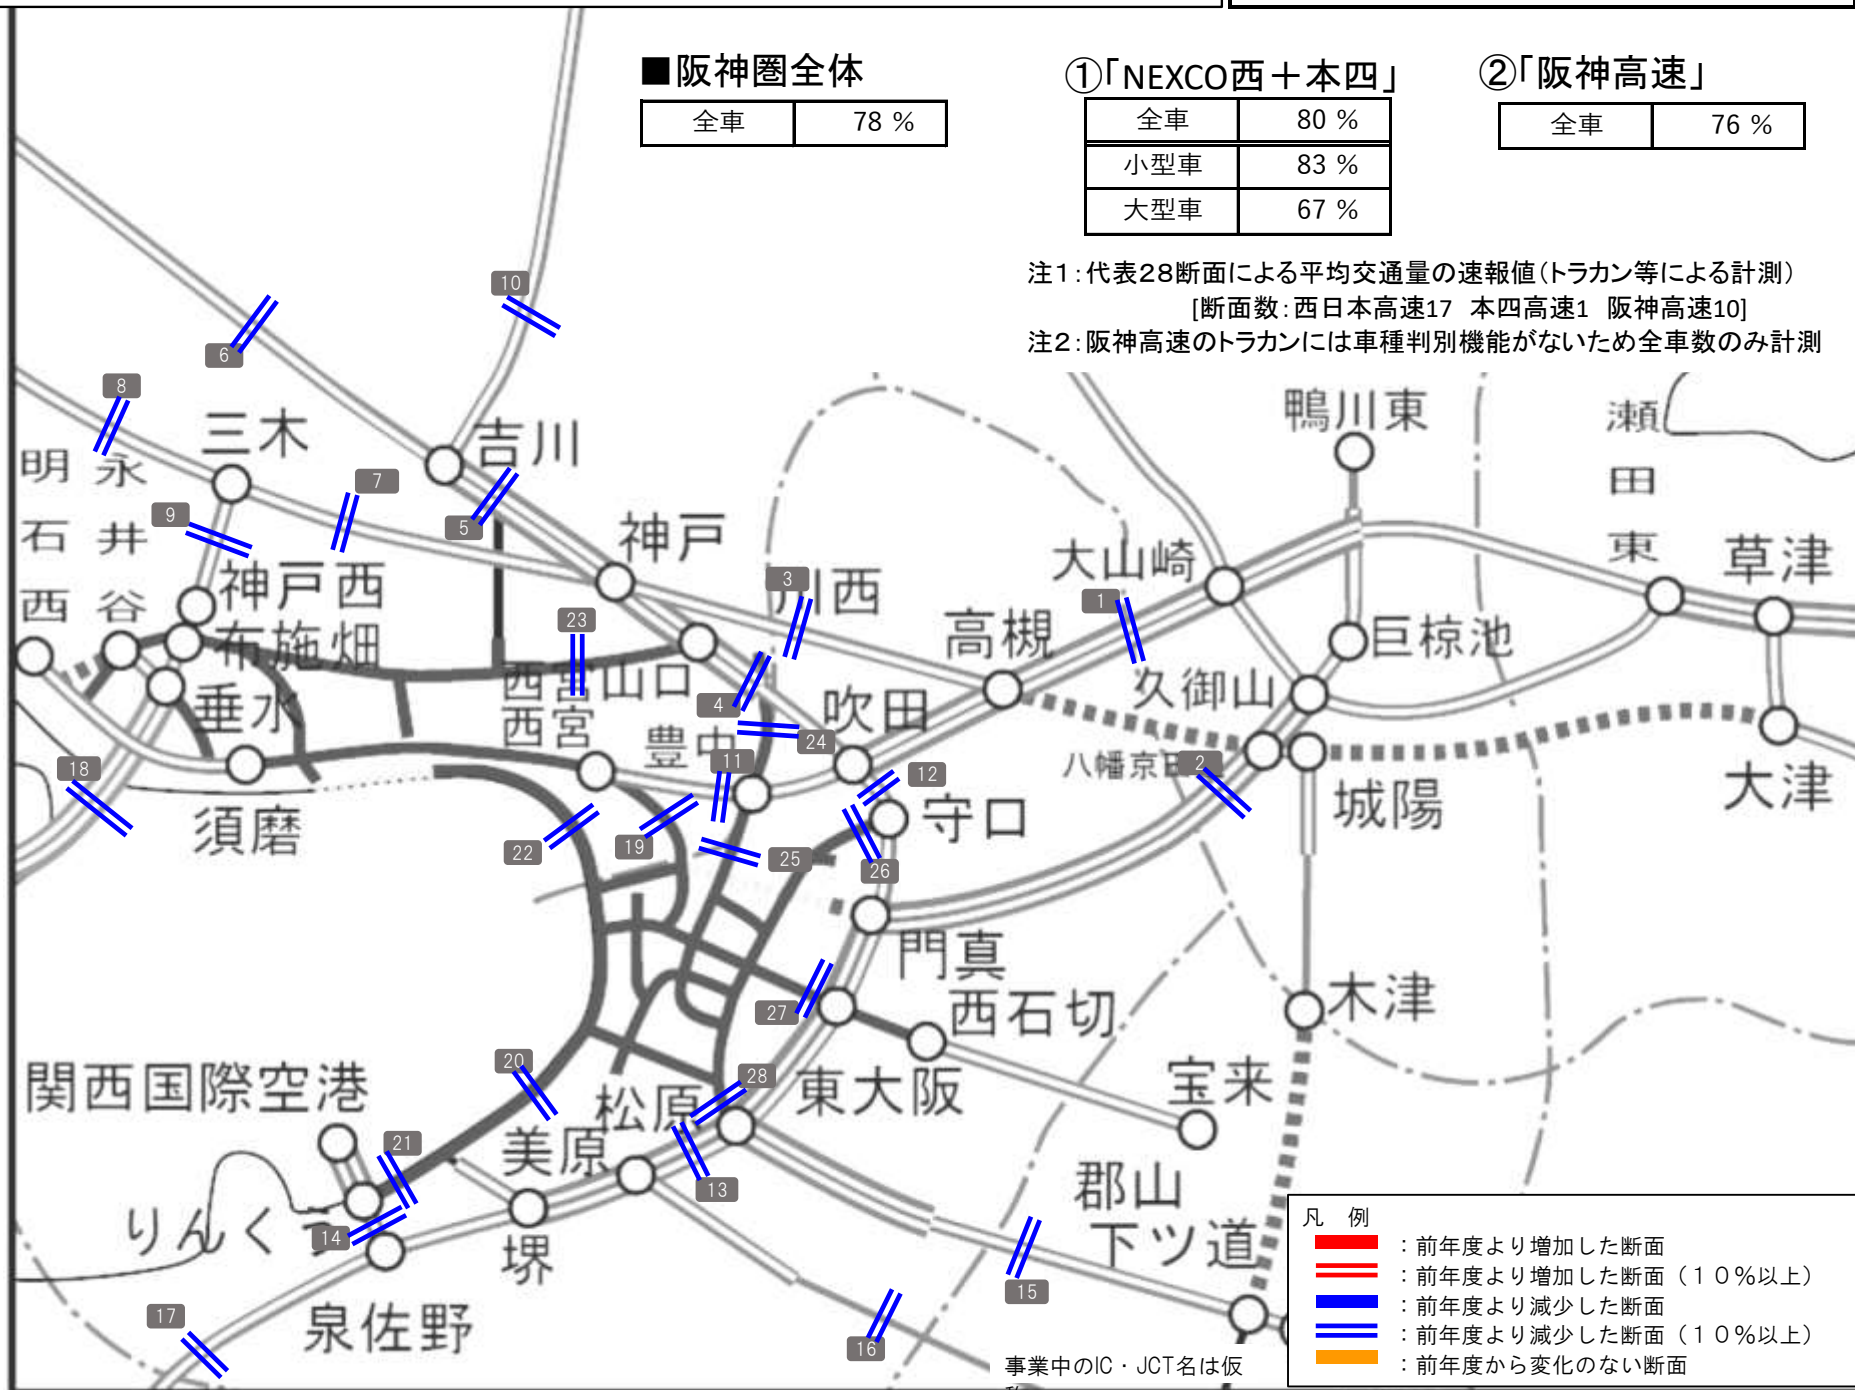 ■阪神圏全体
全車 78 %
①「NEXCO西＋本四」
全車 80 %
小型車 83 %
大型車 67 %
②「阪神高速」
全車 76 %
注１：代表２８断面による平均交通量の速報値（トラカン等による計測）
[断面数：西日本高速17 本四高速1 阪神高速10]
注２：阪神高速のトラカンには車種判別機能がないため全車数のみ計測
10
6
8
鴨川東
瀬田東
三木
吉川
明石西
永井谷
7
9
5
神戸
大山崎
草津
3
川西
1
神戸西
23
高槻
巨椋池
布施畑
西宮山口
久御山
垂水
4
吹田
西宮
豊中
24
11
八幡京田
2
18
12
大津
須磨
守口
城陽
22
19
25
26
門真
木津
27
西石切
関西国際空港
20
松原
28
東大阪
宝来
21
美原
13
郡山
りんくう
14
堺
下ツ道
15
17
泉佐野
16
事業中のIC・JCT名は仮
凡 例
：前年度より増加した断面
：前年度より増加した断面（１０％以上）
：前年度より減少した断面
：前年度より減少した断面（１０％以上）
：前年度から変化のない断面